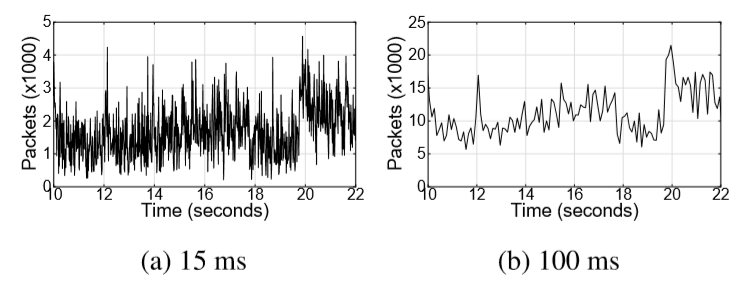 5
4
3
2
1
0
Packets (x1000)
10 12 14 16 18 20 22
Time (seconds)
(a) 15 ms
25
20
15
10
5
0
Packets (x1000)
10 12 14 16 18 20 22
Time (seconds)
(b) 100 ms